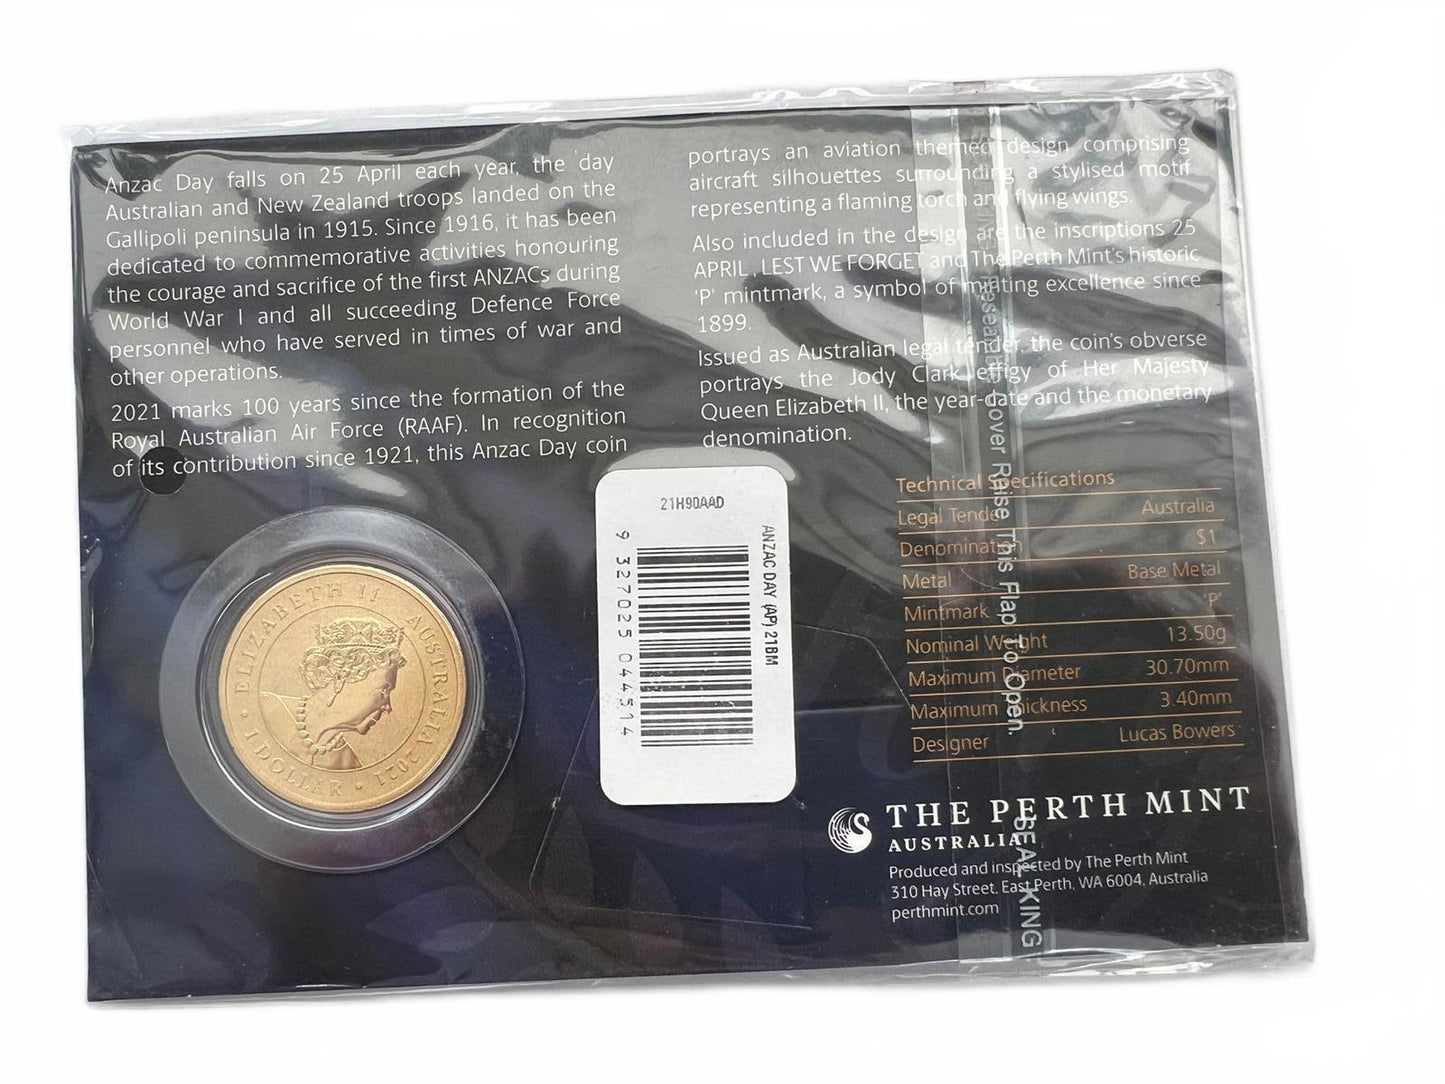 Anzac Day falls on 25 April each year, the day
Australian and New Zealand troops landed on the
Gallipoli peninsula in 1915. Since 1916, it has been
dedicated to commemorative activities honouring
the courage and sacrifice of the first ANZACs during
World War I and all succeeding Defence Force
personnel who have served in times of war and
other operations.
2021 marks 100 years since the formation of the
Royal Australian Air Force (RAAF). In recognition
of its contribution since 1921, this Anzac Day coin
portrays an aviation themed design comprising
aircraft silhouettes surrounding a stylised motif
representing a flaming torch and flying wings.
Also included in the design are the inscriptions 25
APRIL, LEST WE FORGET and The Perth Mint's historic
'P' mintmark, a symbol of minting excellence since
1899.
Issued as Australian legal tender, the coin's obverse
portrays the Jody Clark effigy of Her Majesty
Queen Elizabeth II, the year-date and the monetary
denomination.
Technical Specifications
Legal Tender Australia
Denomination $1
Metal Base Metal
Mintmark 'P'
Nominal Weight 13.50g
Maximum Diameter 30.70mm
Maximum Thickness 3.40mm
Designer Lucas Bowers
THE PERTH MINT
AUSTRALIA
Produced and inspected by The Perth Mint
310 Hay Street, East Perth, WA 6004, Australia
perthmint.com
21H90AAD
ANZAC DAY (AP) 21BM
9 327025 044514
ELIZABETH II AUSTRALIA 2021
1 DOLLAR
Reseal Cover Raise This Flap To Open
SEAL KING